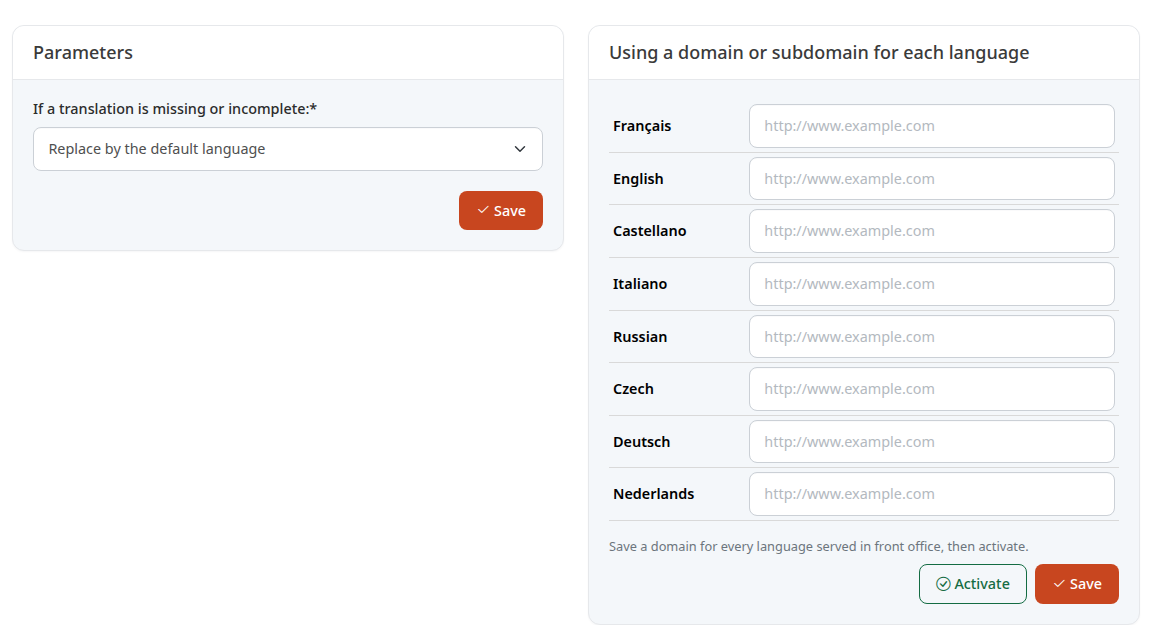 Parameters
If a translation is missing or incomplete:*
Replace by the default language
Save
Using a domain or subdomain for each language
Français http://www.example.com
English http://www.example.com
Castellano http://www.example.com
Italiano http://www.example.com
Russian http://www.example.com
Czech http://www.example.com
Deutsch http://www.example.com
Nederlands http://www.example.com
Save a domain for every language served in front office, then activate.
Activate Save